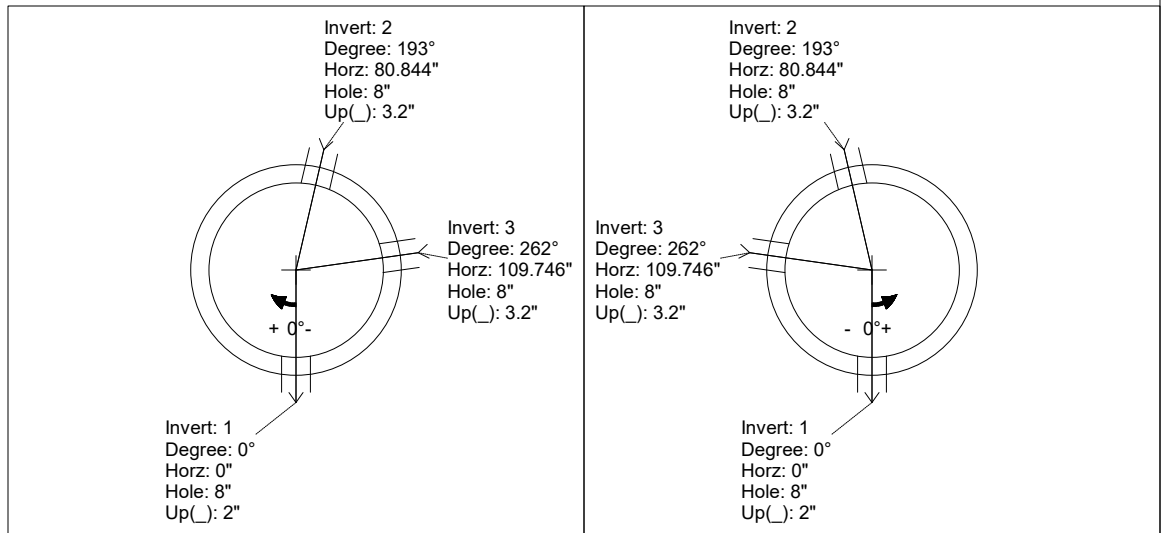 Invert: 2
Degree: 193°
Horz: 80.844"
Hole: 8"
Up(_): 3.2"
Invert: 3
Degree: 262°
Horz: 109.746"
Hole: 8"
Up(_): 3.2"
+ 0°-
Invert: 1
Degree: 0°
Horz: 0"
Hole: 8"
Up(_): 2"
Invert: 2
Degree: 193°
Horz: 80.844"
Hole: 8"
Up(_): 3.2"
Invert: 3
Degree: 262°
Horz: 109.746"
Hole: 8"
Up(_): 3.2"
- 0°+
Invert: 1
Degree: 0°
Horz: 0"
Hole: 8"
Up(_): 2"